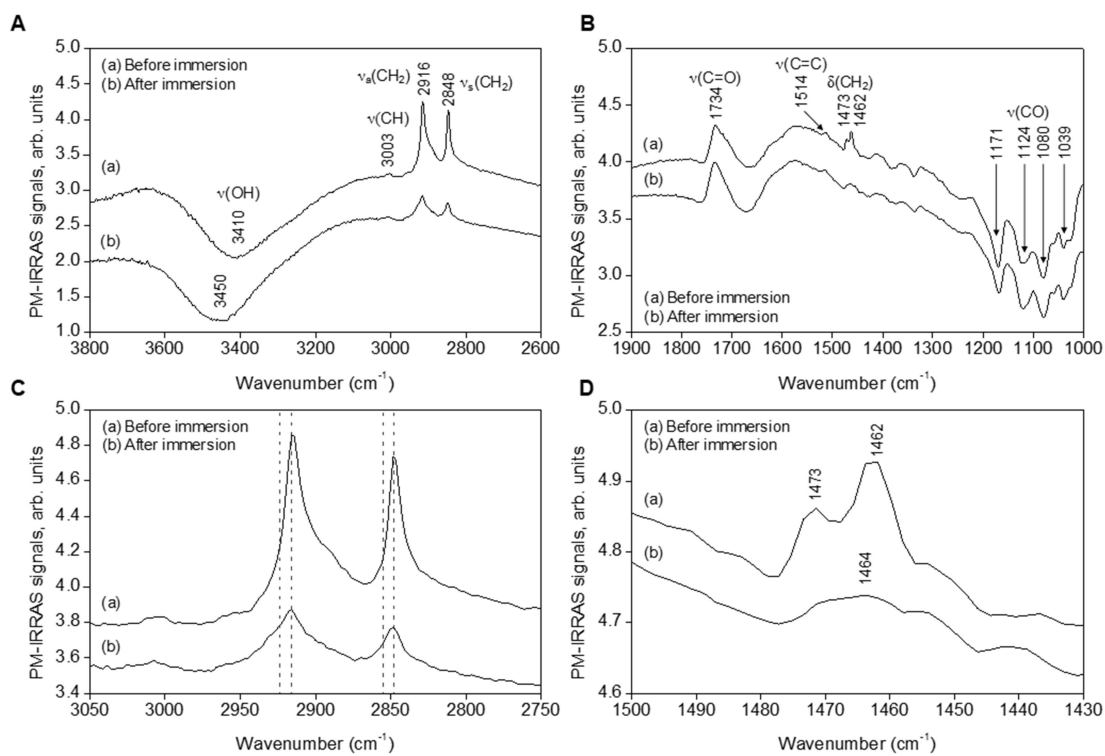 A
PM-IRRAS signals, arb. units
5.0
4.5
4.0
3.5
3.0
2.5
2.0
1.5
1.0
(a) Before immersion
(b) After immersion
νa(CH2)
2916
2848
νs(CH2)
ν(CH)
3003
(a)
ν(OH)
3410
(b)
3450
3800 3600 3400 3200 3000 2800 2600
Wavenumber (cm-1)
B
PM-IRRAS signals, arb. units
5.0
4.5
4.0
3.5
3.0
2.5
ν(C=O)
1734
ν(C=C)
1514
δ(CH2)
1473
1462
ν(CO)
1171
1124
1080
1039
(a)
(b)
(a) Before immersion
(b) After immersion
1900 1800 1700 1600 1500 1400 1300 1200 1100 1000
Wavenumber (cm-1)
C
PM-IRRAS signals, arb. units
5.0
4.8
4.6
4.4
4.2
4.0
3.8
3.6
3.4
(a) Before immersion
(b) After immersion
(a)
(b)
3050 3000 2950 2900 2850 2800 2750
Wavenumber (cm-1)
D
PM-IRRAS signals, arb. units
5.0
4.9
4.8
4.7
4.6
(a) Before immersion
(b) After immersion
1462
1473
(a)
(b)
1464
1500 1490 1480 1470 1460 1450 1440 1430
Wavenumber (cm-1)